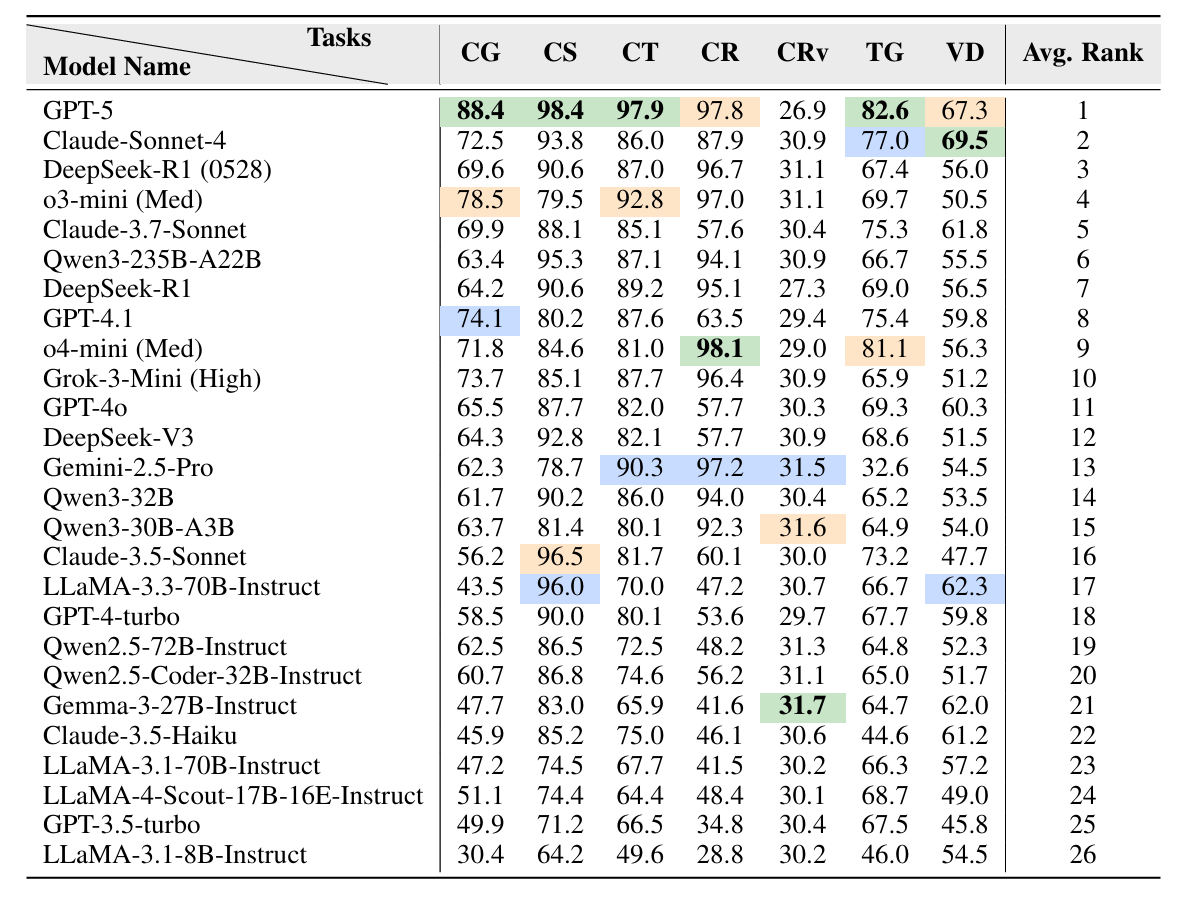 Tasks
Model Name CG CS CT CR CRv TG VD Avg. Rank
GPT-5 88.4 98.4 97.9 97.8 26.9 82.6 67.3 1
Claude-Sonnet-4 72.5 93.8 86.0 87.9 30.9 77.0 69.5 2
DeepSeek-R1 (0528) 69.6 90.6 87.0 96.7 31.1 67.4 56.0 3
o3-mini (Med) 78.5 79.5 92.8 97.0 31.1 69.7 50.5 4
Claude-3.7-Sonnet 69.9 88.1 85.1 57.6 30.4 75.3 61.8 5
Qwen3-235B-A22B 63.4 95.3 87.1 94.1 30.9 66.7 55.5 6
DeepSeek-R1 64.2 90.6 89.2 95.1 27.3 69.0 56.5 7
GPT-4.1 74.1 80.2 87.6 63.5 29.4 75.4 59.8 8
o4-mini (Med) 71.8 84.6 81.0 98.1 29.0 81.1 56.3 9
Grok-3-Mini (High) 73.7 85.1 87.7 96.4 30.9 65.9 51.2 10
GPT-4o 65.5 87.7 82.0 57.7 30.3 69.3 60.3 11
DeepSeek-V3 64.3 92.8 82.1 57.7 30.9 68.6 51.5 12
Gemini-2.5-Pro 62.3 78.7 90.3 97.2 31.5 32.6 54.5 13
Qwen3-32B 61.7 90.2 86.0 94.0 30.4 65.2 53.5 14
Qwen3-30B-A3B 63.7 81.4 80.1 92.3 31.6 64.9 54.0 15
Claude-3.5-Sonnet 56.2 96.5 81.7 60.1 30.0 73.2 47.7 16
LLaMA-3.3-70B-Instruct 43.5 96.0 70.0 47.2 30.7 66.7 62.3 17
GPT-4-turbo 58.5 90.0 80.1 53.6 29.7 67.7 59.8 18
Qwen2.5-72B-Instruct 62.5 86.5 72.5 48.2 31.3 64.8 52.3 19
Qwen2.5-Coder-32B-Instruct 60.7 86.8 74.6 56.2 31.1 65.0 51.7 20
Gemma-3-27B-Instruct 47.7 83.0 65.9 41.6 31.7 64.7 62.0 21
Claude-3.5-Haiku 45.9 85.2 75.0 46.1 30.6 44.6 61.2 22
LLaMA-3.1-70B-Instruct 47.2 74.5 67.7 41.5 30.2 66.3 57.2 23
LLaMA-4-Scout-17B-16E-Instruct 51.1 74.4 64.4 48.4 30.1 68.7 49.0 24
GPT-3.5-turbo 49.9 71.2 66.5 34.8 30.4 67.5 45.8 25
LLaMA-3.1-8B-Instruct 30.4 64.2 49.6 28.8 30.2 46.0 54.5 26